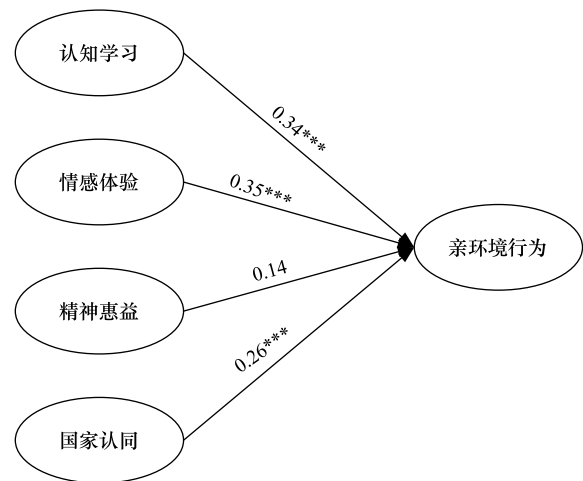 认知学习
0.34***
情感体验
0.35***
亲环境行为
0.14
精神惠益
0.26***
国家认同